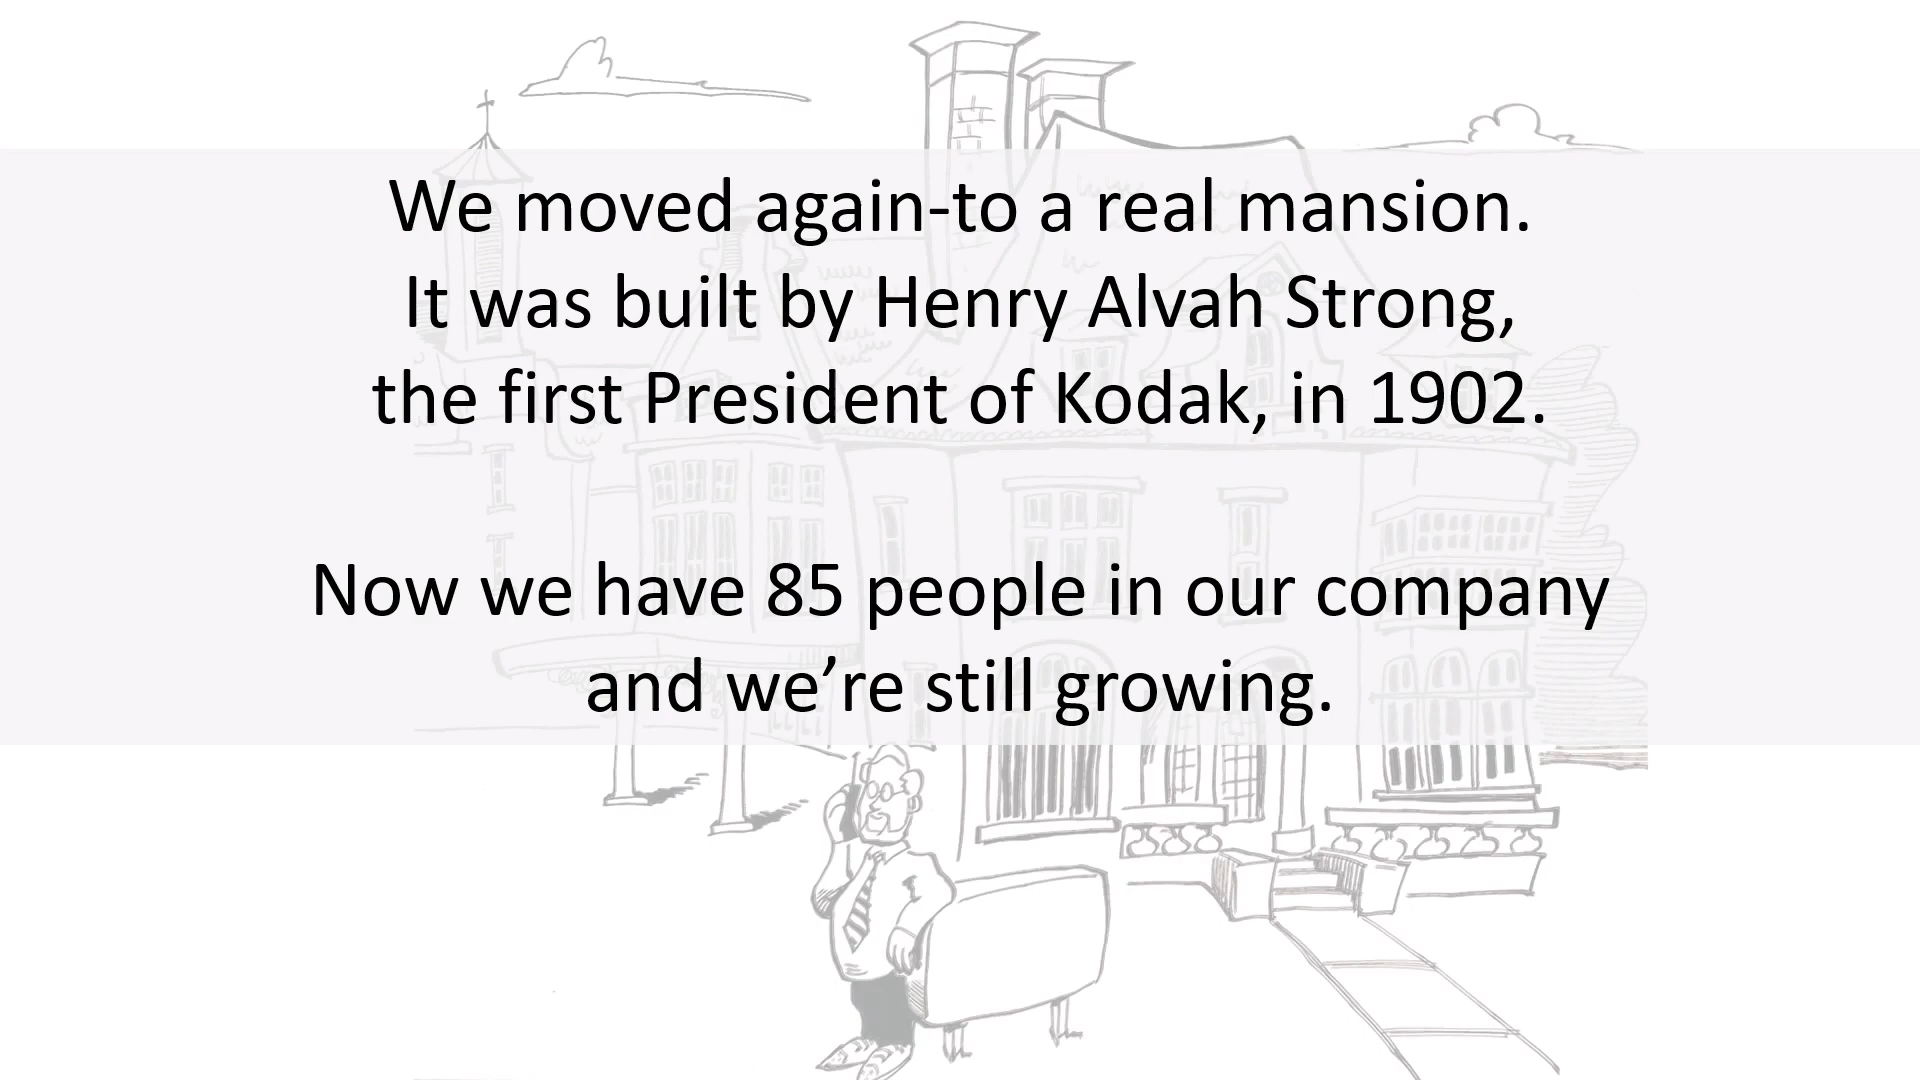 We moved again-to a real mansion.
It was built by Henry Alvah Strong,
the first President of Kodak, in 1902.
Now we have 85 people in our company
and we’re still growing.